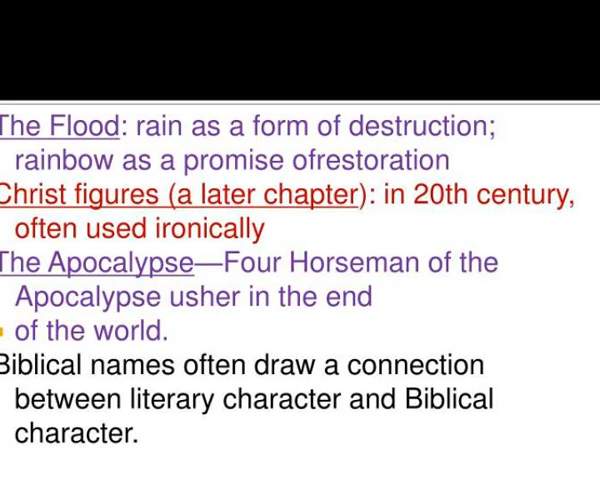 The Flood: rain as a form of destruction;
rainbow as a promise ofrestoration
Christ figures (a later chapter): in 20th century,
often used ironically
The Apocalypse—Four Horseman of the
Apocalypse usher in the end
of the world.
Biblical names often draw a connection
between literary character and Biblical
character.